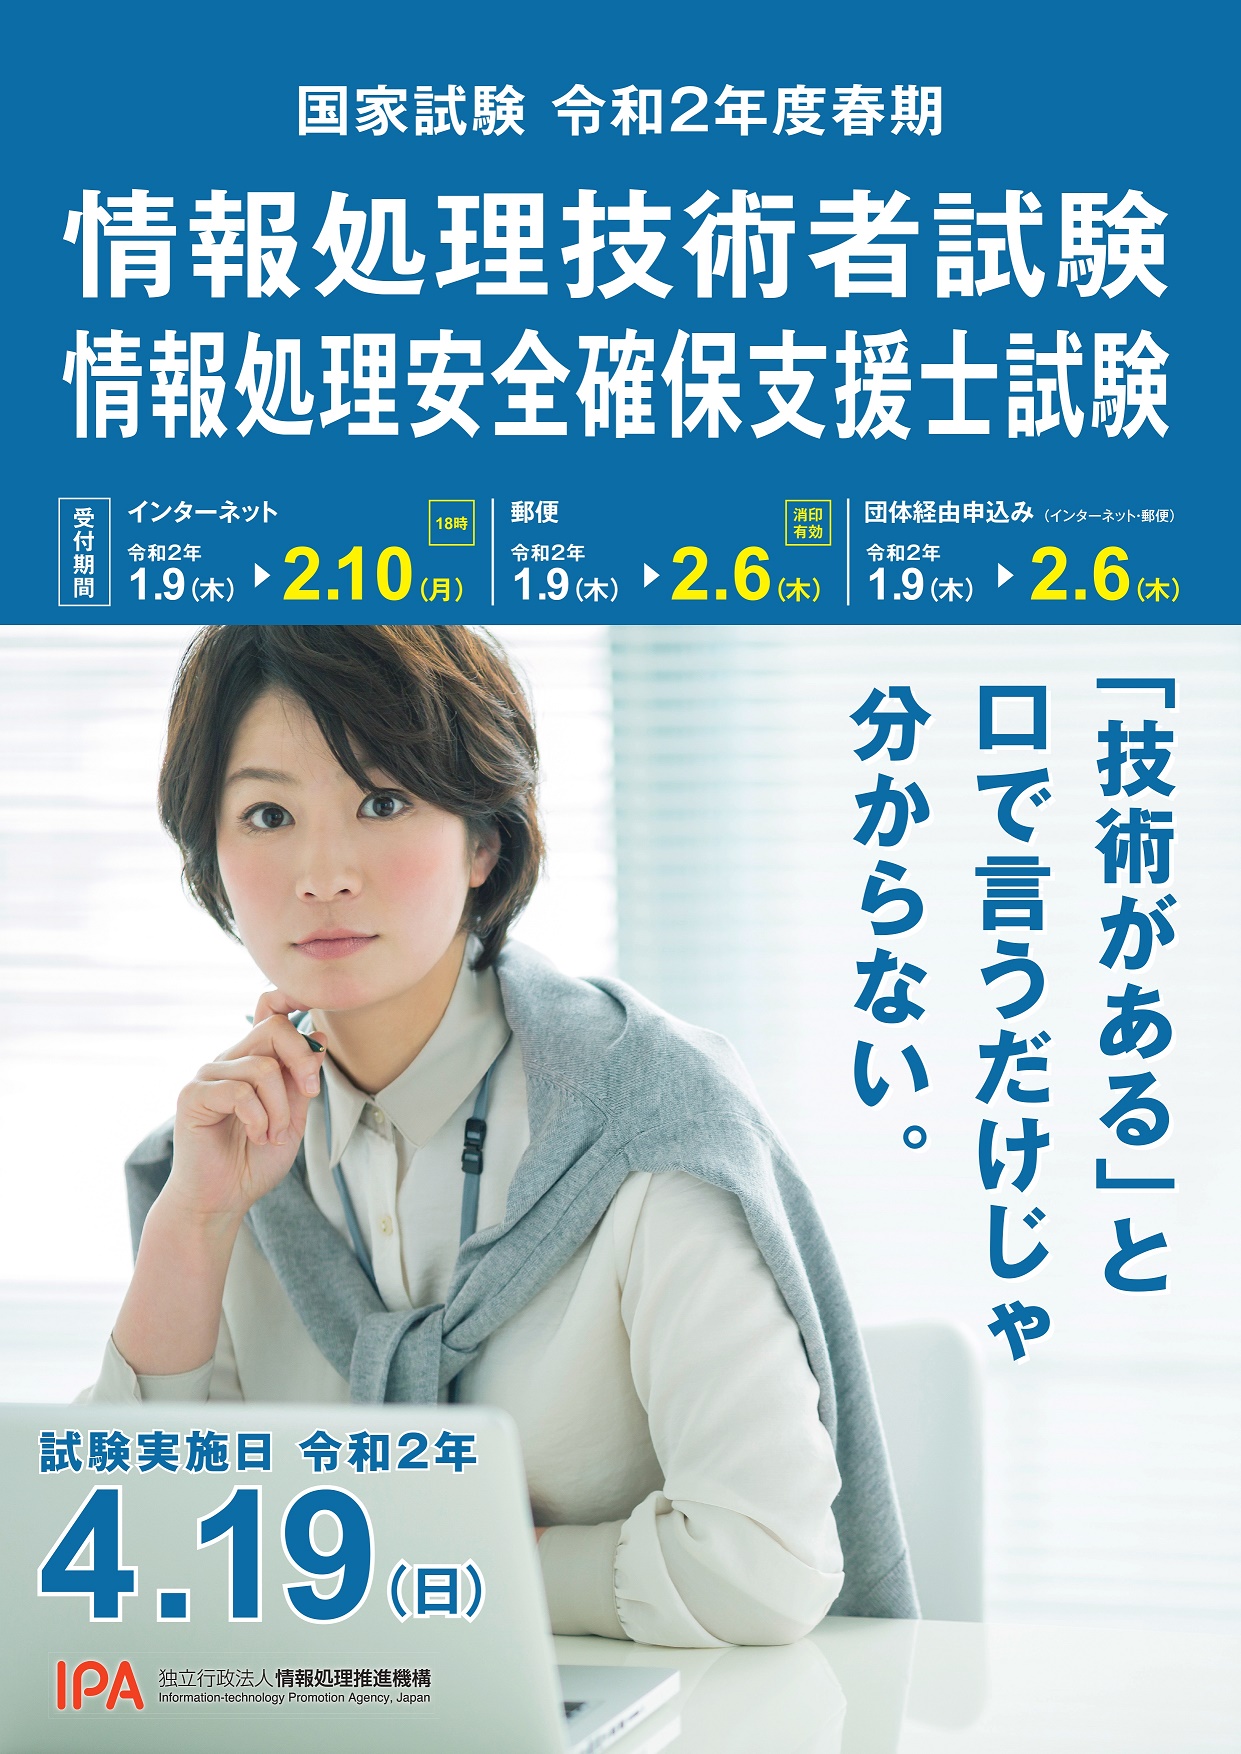 国家試験 令和2年度春期
情報処理技術者試験
情報処理安全確保支援士試験
受付期間
インターネット
18時
令和2年
1.9(木) ▶ 2.10(月)
郵便
消印
有効
令和2年
1.9(木) ▶ 2.6(木)
団体経由申込み (インターネット・郵便)
令和2年
1.9(木) ▶ 2.6(木)
「技術がある」と
口で言うだけじゃ
分からない。
試験実施日 令和2年
4.19(日)
IPA
独立行政法人情報処理推進機構
Information-technology Promotion Agency, Japan